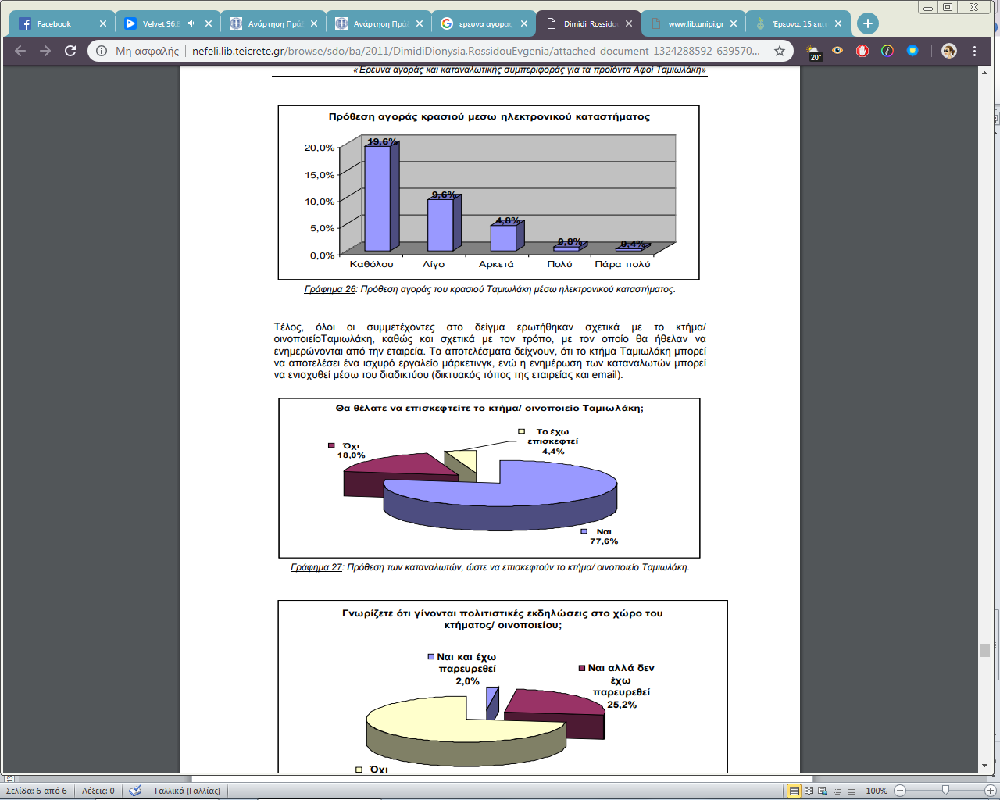 Facebook
Velvet 96,8
Ανάρτηση Πρά
Ανάρτηση Πρά
ερευνα αγορας
Dimidi_Rossido
www.lib.unipi.gr
Έρευνα: 15 επι
Μη ασφαλής
nefeli.lib.teicrete.gr/browse/sdo/ba/2011/DimidiDionysia,RossidouEvgenia/attached-document-1324288592-639570...
20°
«Έρευνα αγοράς και καταναλωτικής συμπεριφοράς για τα προϊόντα Αφοί Ταμιωλάκη»
Πρόθεση αγοράς κρασιού μεσω ηλεκτρονικού καταστήματος
20,0%
15,0%
10,0%
5,0%
0,0%
19,6%
9,6%
4,8%
0,8%
0,4%
Καθόλου
Λίγο
Αρκετά
Πολύ
Πάρα πολύ
Γράφημα 26: Πρόθεση αγοράς του κρασιού Ταμιωλάκη μέσω ηλεκτρονικού καταστήματος.
Τέλος, όλοι οι συμμετέχοντες στο δείγμα ερωτήθηκαν σχετικά με το κτήμα/
οινοποιείοΤαμιωλάκη, καθώς και σχετικά με τον τρόπο, με τον οποίο θα ήθελαν να
ενημερώνονται από την εταιρεία. Τα αποτελέσματα δείχνουν, ότι το κτήμα Ταμιωλάκη μπορεί
να αποτελέσει ένα ισχυρό εργαλείο μάρκετινγκ, ενώ η ενημέρωση των καταναλωτών μπορεί
να ενισχυθεί μέσω του διαδικτύου (δικτυακός τόπος της εταιρείας και email).
Θα θέλατε να επισκεφτείτε το κτήμα/ οινοποιείο Ταμιωλάκη;
Όχι
18,0%
Το έχω
επισκεφτεί
4,4%
Ναι
77,6%
Γράφημα 27: Πρόθεση των καταναλωτών, ώστε να επισκεφτούν το κτήμα/ οινοποιείο Ταμιωλάκη.
Γνωρίζετε ότι γίνονται πολιτιστικές εκδηλώσεις στο χώρο του
κτήματος/ οινοποιείου;
Ναι και έχω
παρευρεθεί
2,0%
Ναι αλλά δεν
έχω
παρευρεθεί
25,2%
Όχι
Σελίδα: 6 από 6
Λέξεις: 0
Γαλλικά (Γαλλίας)
100%